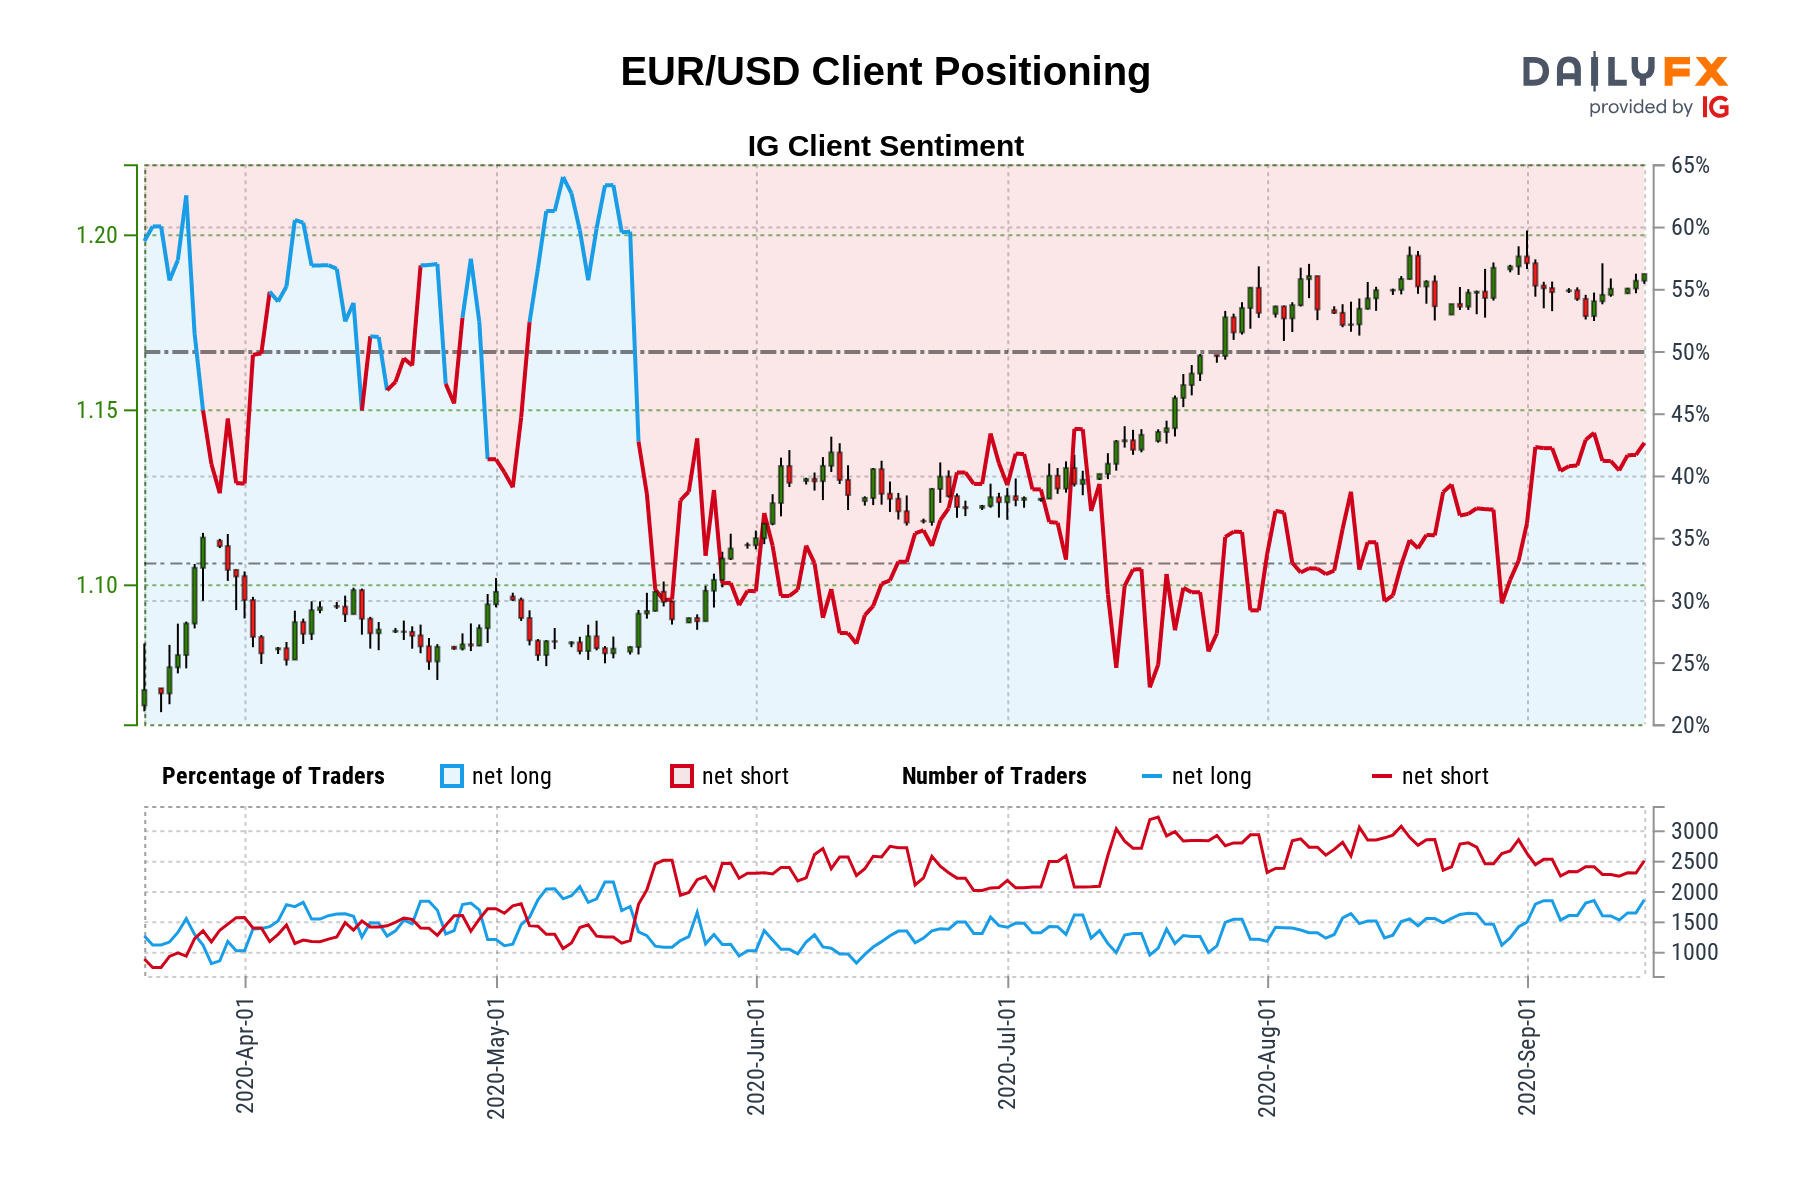 EUR/USD Client Positioning
DAILYFX
provided by IG
IG Client Sentiment
1.20
1.15
1.10
65%
60%
55%
50%
45%
40%
35%
30%
25%
20%
Percentage of Traders net long net short Number of Traders net long net short
3000
2500
2000
1500
1000
2020-Apr-01
2020-May-01
2020-Jun-01
2020-Jul-01
2020-Aug-01
2020-Sep-01